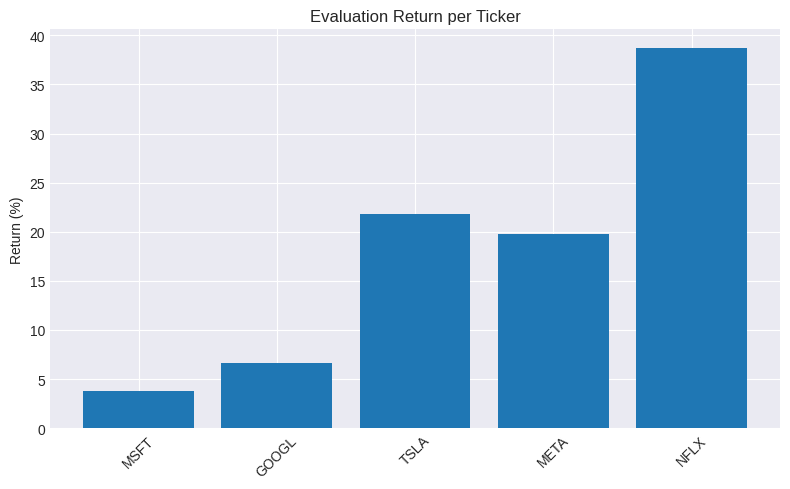 Evaluation Return per Ticker
Return (%)
40
35
30
25
20
15
10
5
0
MSFT
GOOGL
TSLA
META
NFLX